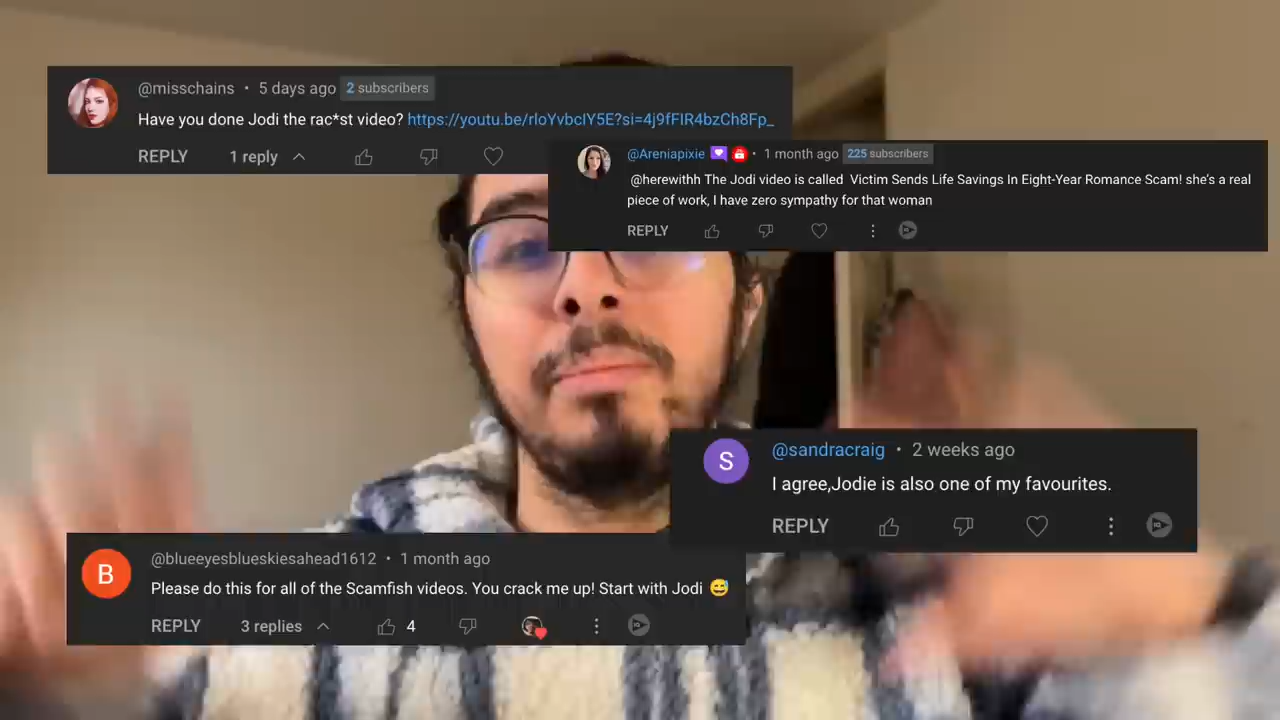 @misschains • 5 days ago 2 subscribers
Have you done Jodi the rac*st video? https://youtu.be/rIoYvbcIY5E?si=4j9fFIR4bzCh8Fp_
REPLY 1 reply
@Areniapixie • 1 month ago 225 subscribers
@herewithh The Jodi video is called Victim Sends Life Savings In Eight-Year Romance Scam! she's a real
piece of work, I have zero sympathy for that woman
REPLY
S
@sandracraig • 2 weeks ago
I agree,Jodie is also one of my favourites.
REPLY
B
@blueeyesblueskiesahead1612 • 1 month ago
Please do this for all of the Scamfish videos. You crack me up! Start with Jodi 😅
REPLY 3 replies 4